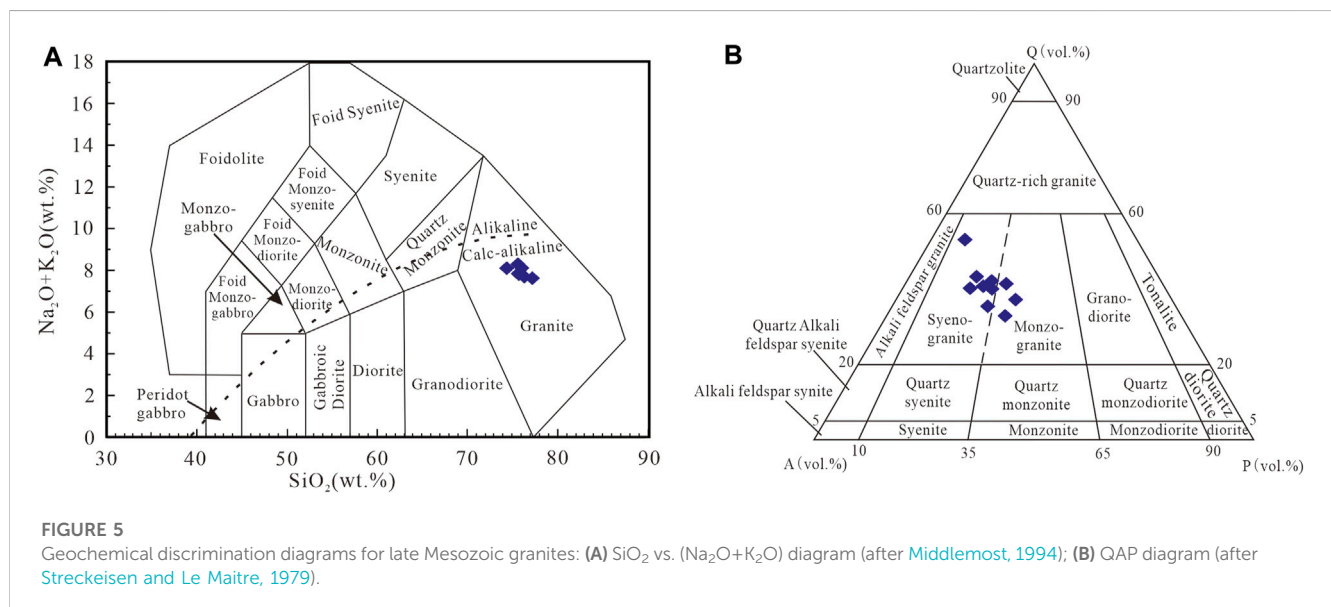 A
18
16
14
12
10
8
6
4
2
0
Na₂O+K₂O(wt.%)
30
40
50
60
70
80
90
SiO₂(wt.%)
Foidolite
Foid Syenite
Foid
Monzo-
syenite
Syenite
Monzo-
gabbro
Foid
Monzo-
diorite
Monzonite
Quartz
Monzonite
Alikaline
Calc-alikaline
Foid
Monzo-
gabbro
Monzo-
diorite
Granite
Peridot
gabbro
Gabbro
Gabbroic
Diorite
Diorite
Granodiorite
B
Q(vol.%)
Quartzolite
90
90
Quartz-rich granite
60
60
Alkali feldspar granite
Syeno-
granite
Monzo-
granite
Grano-
diorite
Tonalite
Quartz Alkali
feldspar syenite
20
20
Alkali feldspar synite
Quartz
syenite
Quartz
monzonite
Quartz
monzodiorite
Quartz
diorite
5
5
Syenite
Monzonite
Monzodiorite
Quartz
diorite
A(vol.%)
10
35
65
90
P(vol.%)
FIGURE 5
Geochemical discrimination diagrams for late Mesozoic granites: (A) SiO₂ vs. (Na₂O+K₂O) diagram (after Middlemost, 1994); (B) QAP diagram (after
Streckeisen and Le Maitre, 1979).